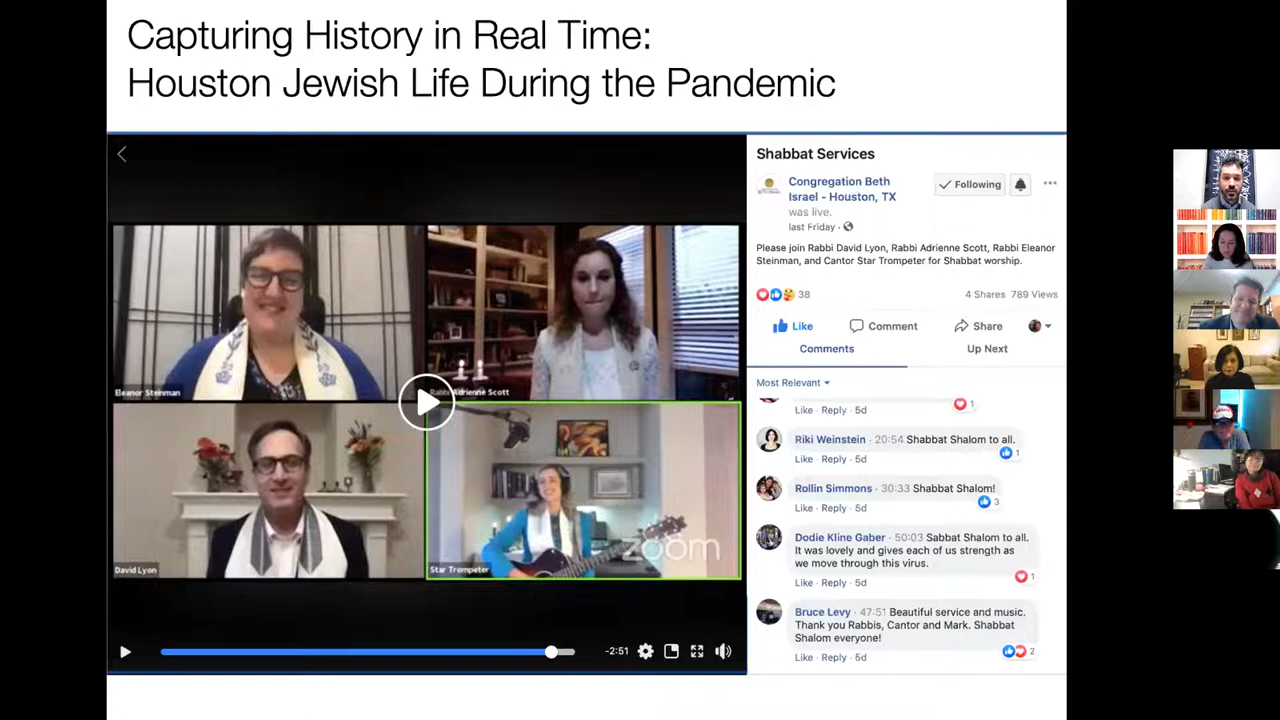 Capturing History in Real Time:
Houston Jewish Life During the Pandemic
Eleanor Steinman
Rabbi Adrienne Scott
David Lyon
Star Trompeter
zoom
-2:51
Shabbat Services
Congregation Beth
Israel - Houston, TX
was live.
last Friday ·
Following
Please join Rabbi David Lyon, Rabbi Adrienne Scott, Rabbi Eleanor
Steinman, and Cantor Star Trompeter for Shabbat worship.
38
4 Shares 789 Views
Like Comment Share
Comments Up Next
Most Relevant
Like · Reply · 5d
1
Riki Weinstein · 20:54 Shabbat Shalom to all.
1
Like · Reply · 5d
Rollin Simmons · 30:33 Shabbat Shalom!
3
Like · Reply · 5d
Dodie Kline Gaber · 50:03 Sabbat Shalom to all.
It was lovely and gives each of us strength as
we move through this virus.
1
Like · Reply · 5d
Bruce Levy · 47:51 Beautiful service and music.
Thank you Rabbis, Cantor and Mark. Shabbat
Shalom everyone!
2
Like · Reply · 5d